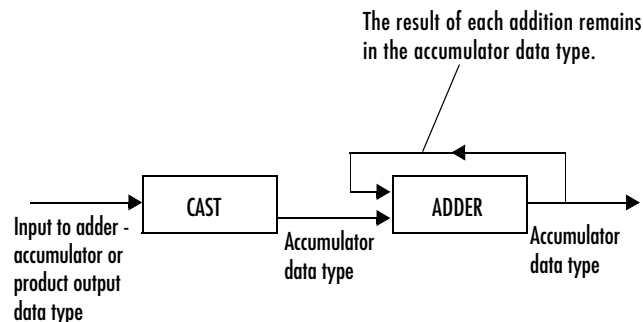 The result of each addition remains
in the accumulator data type.
CAST
ADDER
Input to adder -
accumulator or
product output
data type
Accumulator
data type
Accumulator
data type